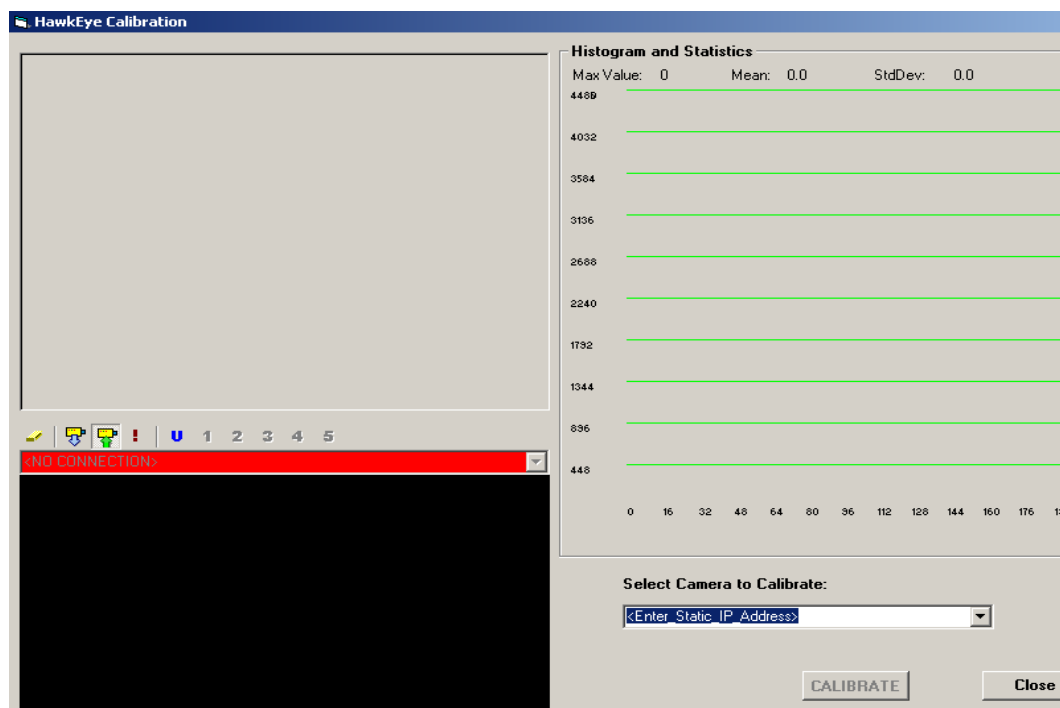 HawkEye Calibration
Histogram and Statistics
Max Value: 0 Mean: 0.0 StdDev: 0.0
4480
4032
3584
3136
2688
2240
1792
1344
896
448
0 16 32 48 64 80 96 112 128 144 160 176
! U 1 2 3 4 5
<NO CONNECTION>
Select Camera to Calibrate:
<Enter_Static_IP_Address>
CALIBRATE Close